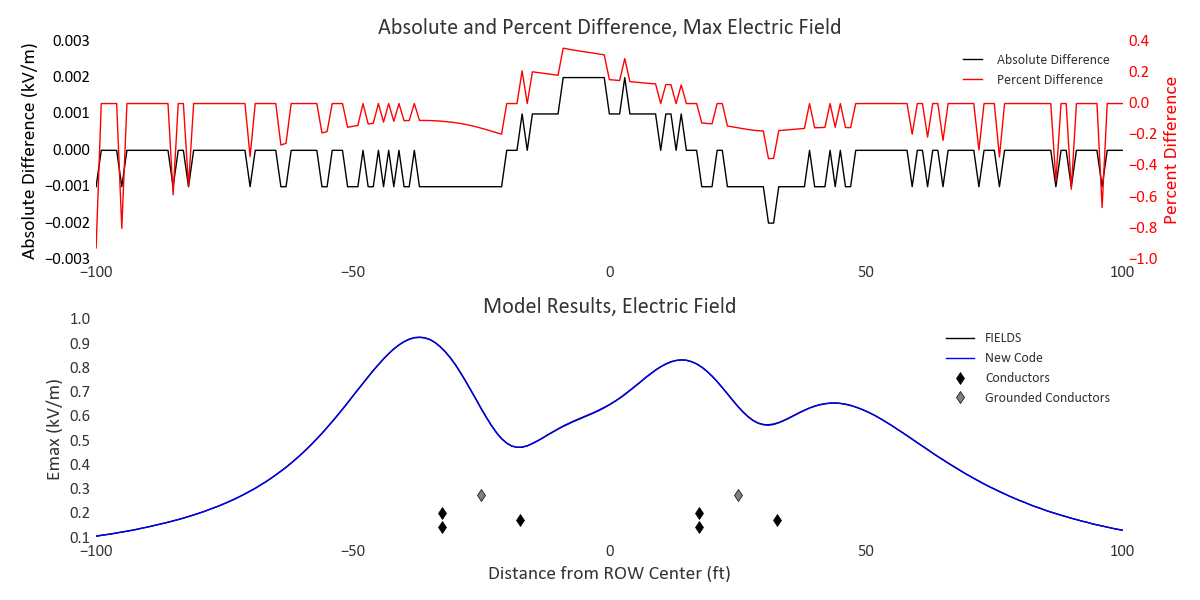 Absolute and Percent Difference, Max Electric Field
Absolute Difference (kV/m)
0.003
0.002
0.001
0.000
−0.001
−0.002
−0.003
−100
−50
0
50
100
Absolute Difference
Percent Difference
0.4
0.2
0.0
−0.2
−0.4
−0.6
−0.8
−1.0
Percent Difference
Model Results, Electric Field
Emax (kV/m)
1.0
0.9
0.8
0.7
0.6
0.5
0.4
0.3
0.2
0.1
−100
−50
0
50
100
FIELDS
New Code
Conductors
Grounded Conductors
Distance from ROW Center (ft)